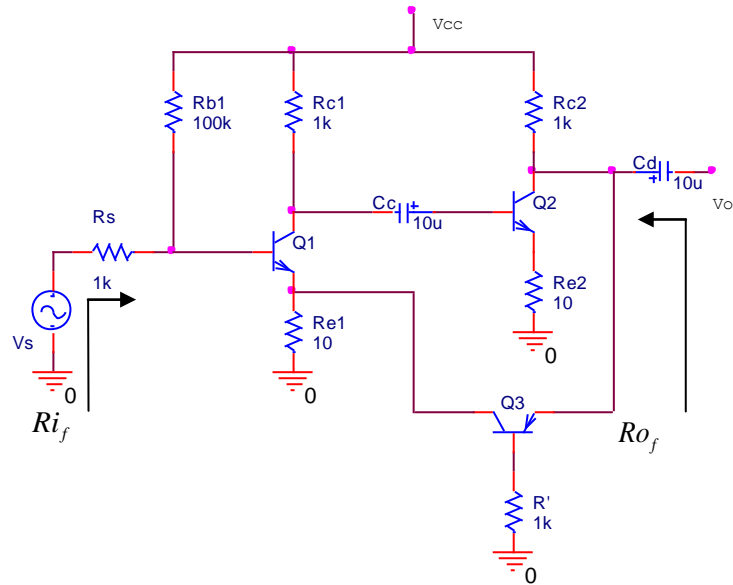 Vcc
Rb1
100k
Rc1
1k
Rc2
1k
Cd
10u
Vo
Cc
10u
Q2
Rs
1k
Q1
Vs
0
Re1
10
0
Re2
10
0
Rif
Rof
Q3
R'
1k
0